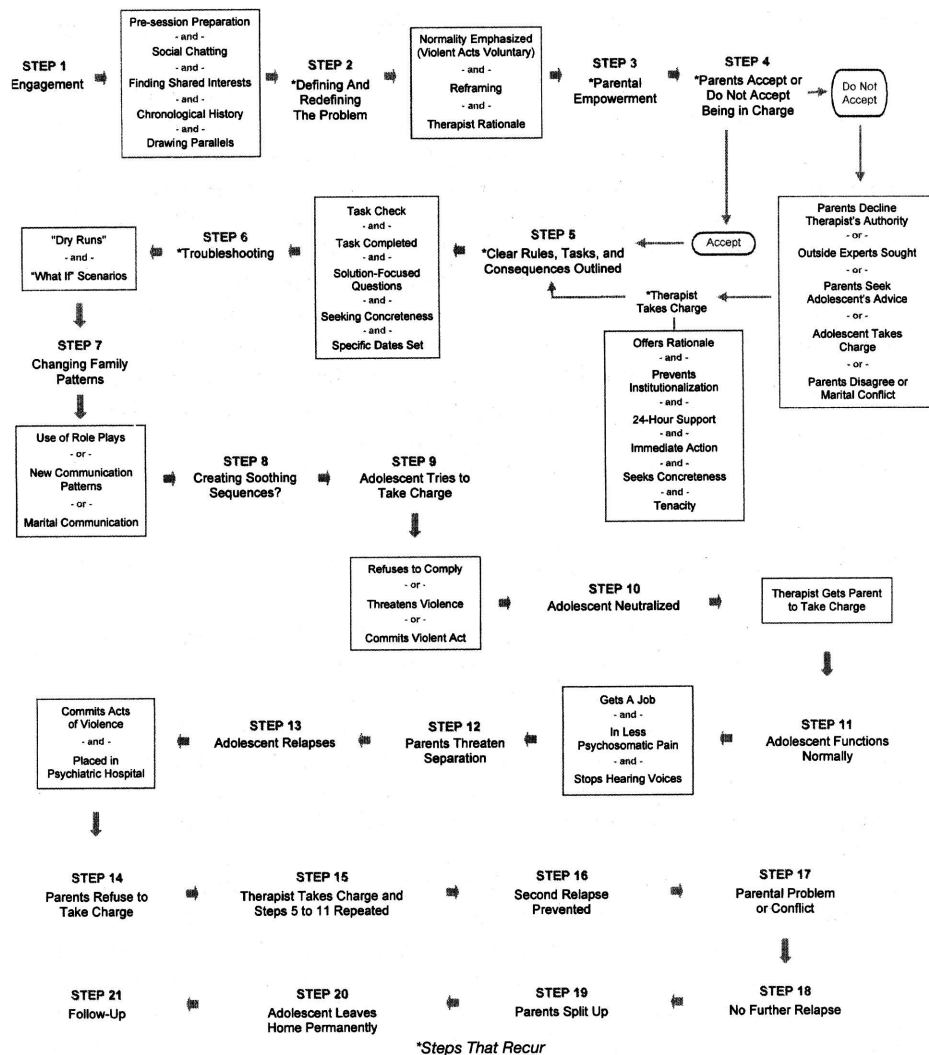 STEP 1
Engagement
Pre-session Preparation
- and -
Social Chatting
- and -
Finding Shared Interests
- and -
Chronological History
- and -
Drawing Parallels
STEP 2
*Defining And
Redefining
The Problem
Normality Emphasized
(Violent Acts Voluntary)
- and -
Reframing
- and -
Therapist Rationale
STEP 3
*Parental
Empowerment
STEP 4
*Parents Accept or
Do Not Accept
Being in Charge
Do Not
Accept
Parents Decline
Therapist's Authority
- or -
Outside Experts Sought
- or -
Parents Seek
Adolescent's Advice
- or -
Adolescent Takes
Charge
- or -
Parents Disagree or
Marital Conflict
Accept
*Therapist
Takes Charge
Offers Rationale
- and -
Prevents
Institutionalization
- and -
24-Hour Support
- and -
Immediate Action
- and -
Seeks Concreteness
- and -
Tenacity
STEP 5
*Clear Rules, Tasks, and
Consequences Outlined
Task Check
- and -
Task Completed
- and -
Solution-Focused
Questions
- and -
Seeking Concreteness
- and -
Specific Dates Set
STEP 6
*Troubleshooting
"Dry Runs"
- and -
"What If" Scenarios
STEP 7
Changing Family
Patterns
Use of Role Plays
- or -
New Communication
Patterns
- or -
Marital Communication
STEP 8
Creating Soothing
Sequences?
STEP 9
Adolescent Tries to
Take Charge
Refuses to Comply
- or -
Threatens Violence
- or -
Commits Violent Act
STEP 10
Adolescent Neutralized
Therapist Gets Parent
to Take Charge
STEP 11
Adolescent Functions
Normally
Gets A Job
- and -
In Less
Psychosomatic Pain
- and -
Stops Hearing Voices
STEP 12
Parents Threaten
Separation
STEP 13
Adolescent Relapses
Commits Acts
of Violence
- and -
Placed in
Psychiatric Hospital
STEP 14
Parents Refuse to
Take Charge
STEP 15
Therapist Takes Charge and
Steps 5 to 11 Repeated
STEP 16
Second Relapse
Prevented
STEP 17
Parental Problem
or Conflict
STEP 18
No Further Relapse
STEP 19
Parents Split Up
STEP 20
Adolescent Leaves
Home Permanently
STEP 21
Follow-Up
*Steps That Recur